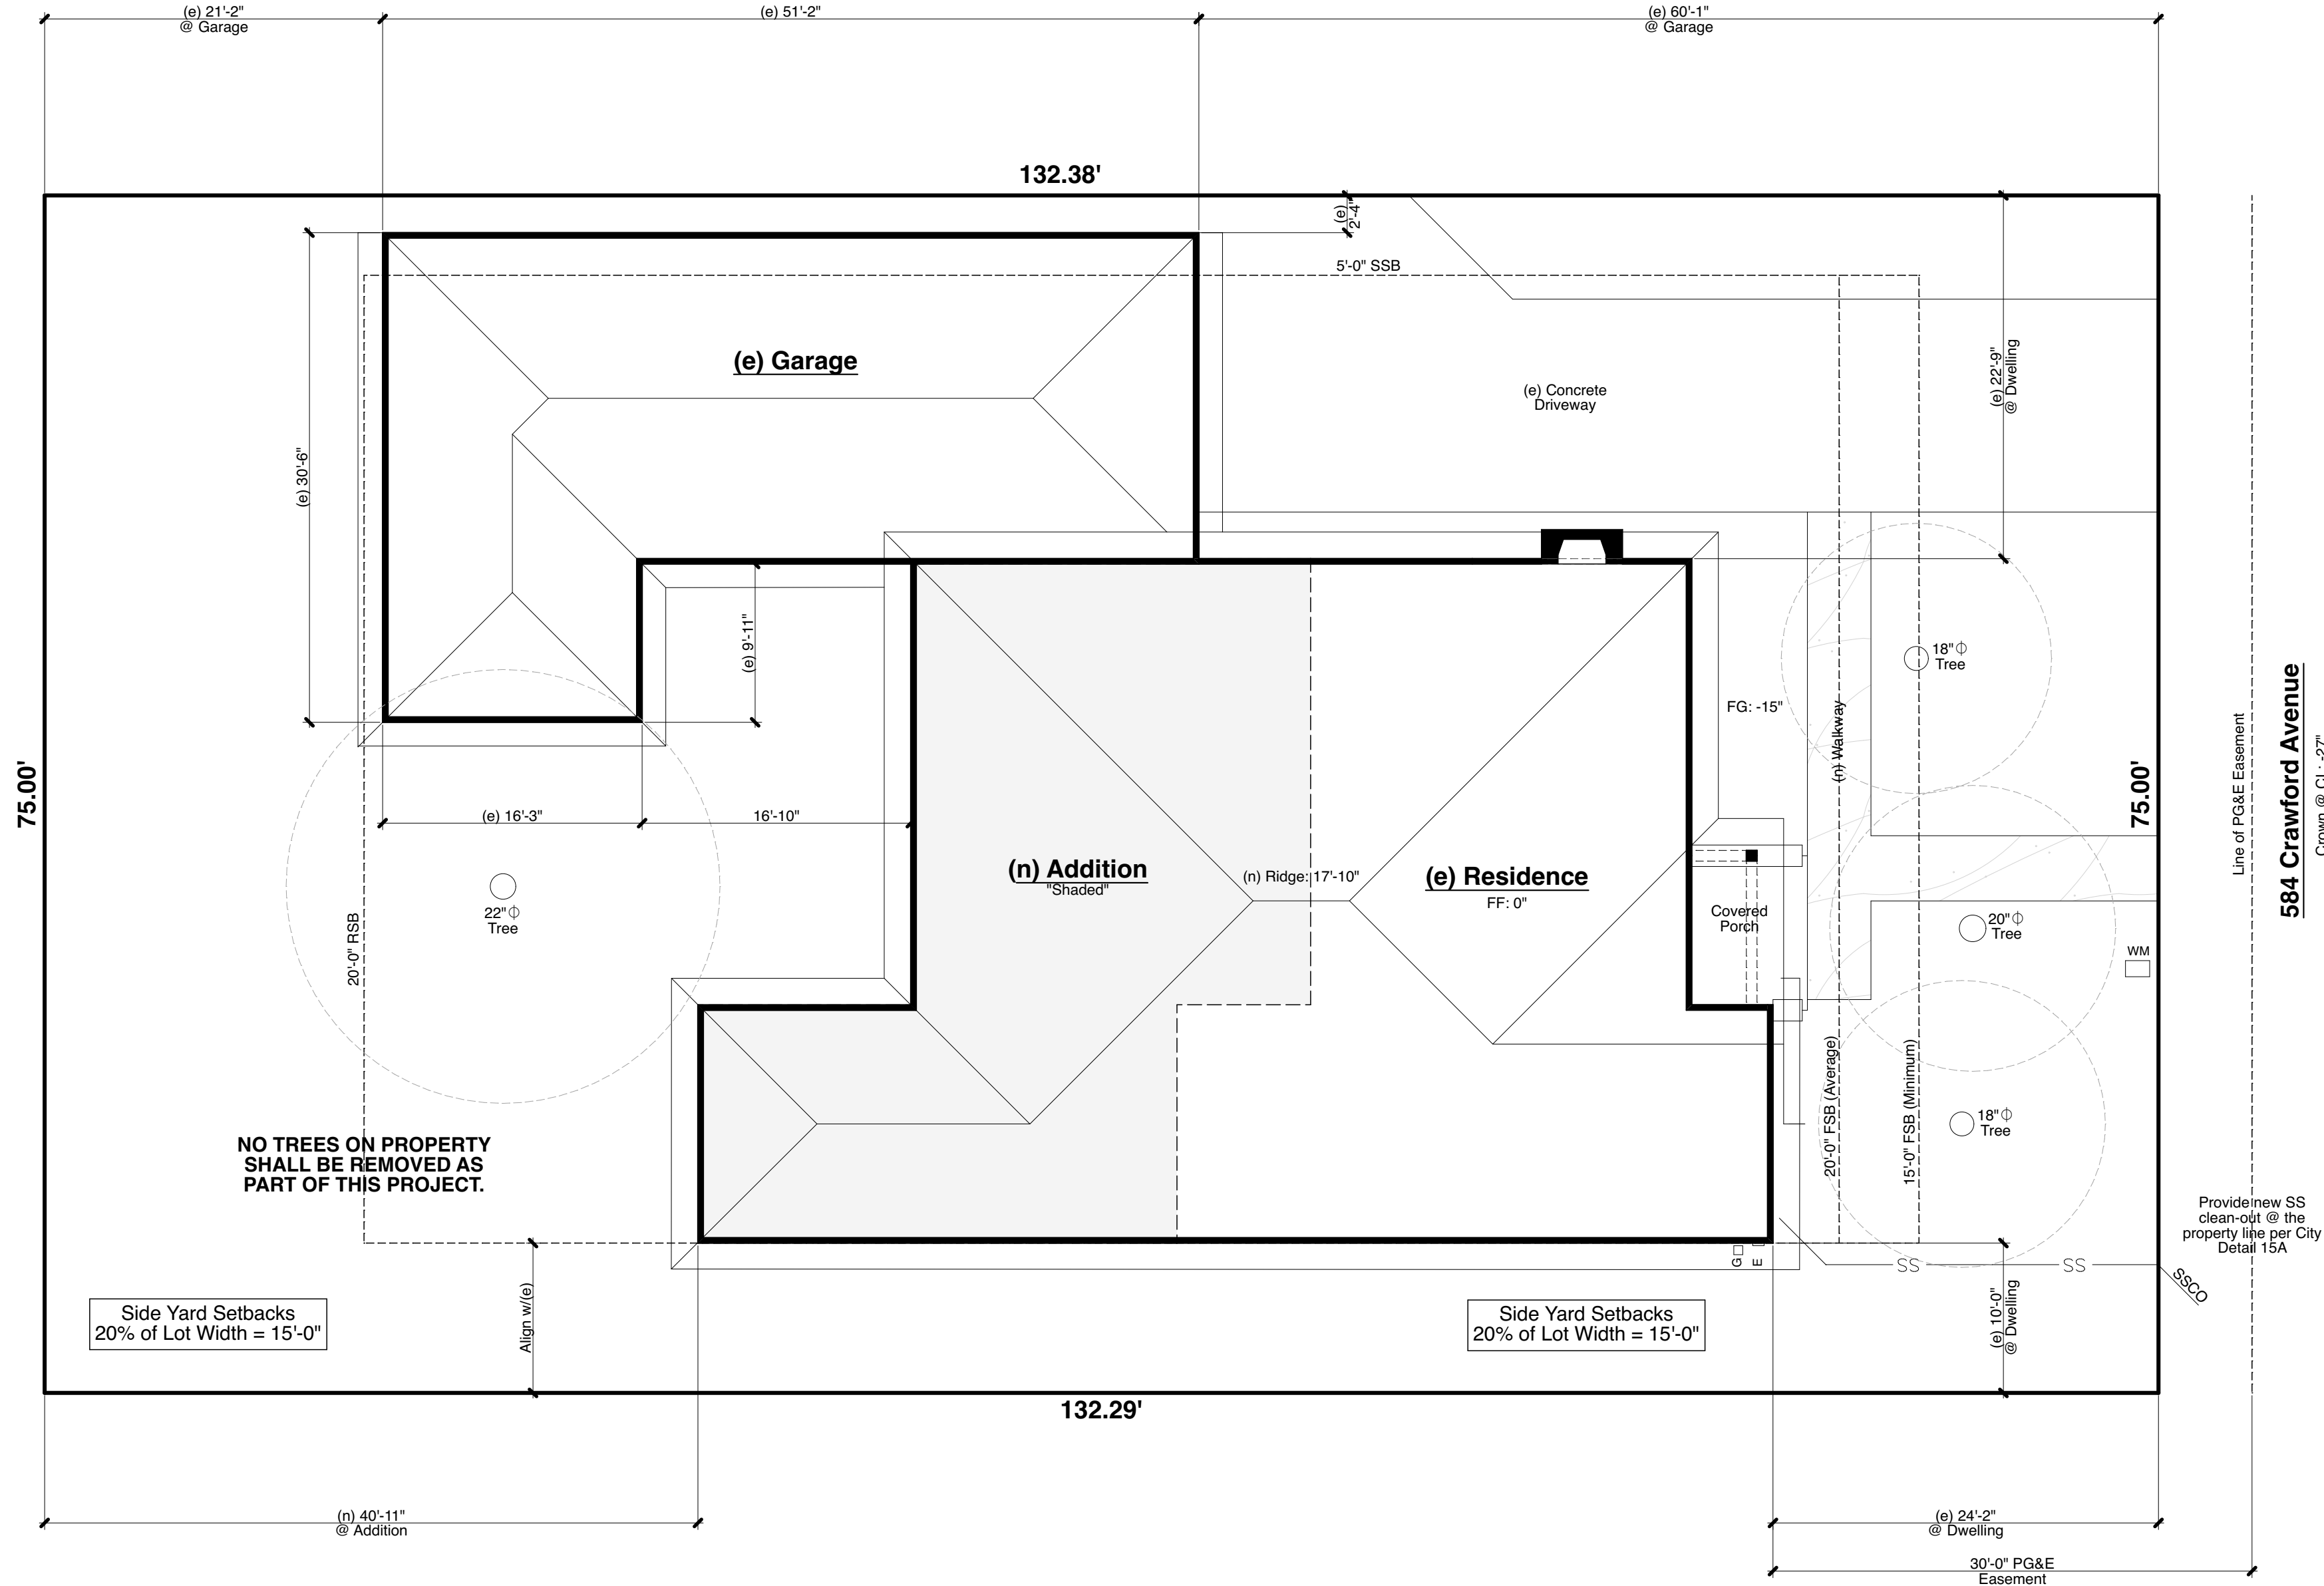 (e) 21'-2"
@ Garage
(e) 51'-2"
(e) 60'-1"
@ Garage
132.38'
(e)
2'-4"
5'-0" SSB
(e) Garage
(e) Concrete
Driveway
(e) 22'-9"
@ Dwelling
(e) 30'-6"
(e) 9'-11"
18"⌀
Tree
FG: -15"
(n) Walkway
75.00'
(e) 16'-3"
16'-10"
(n) Addition
"Shaded"
(n) Ridge: 17'-10"
(e) Residence
FF: 0"
Covered
Porch
22"⌀
Tree
20'-0" RSB
20"⌀
Tree
WM
75.00'
Line of PG&E Easement
584 Crawford Avenue
Crown @ CL: -27"
20'-0" FSB (Average)
15'-0" FSB (Minimum)
18"⌀
Tree
NO TREES ON PROPERTY
SHALL BE REMOVED AS
PART OF THIS PROJECT.
Provide new SS
clean-out @ the
property line per City
Detail 15A
G
E
SS
SS
SSCO
Align w/(e)
Side Yard Setbacks
20% of Lot Width = 15'-0"
Side Yard Setbacks
20% of Lot Width = 15'-0"
(e) 10'-0"
@ Dwelling
132.29'
(n) 40'-11"
@ Addition
(e) 24'-2"
@ Dwelling
30'-0" PG&E
Easement